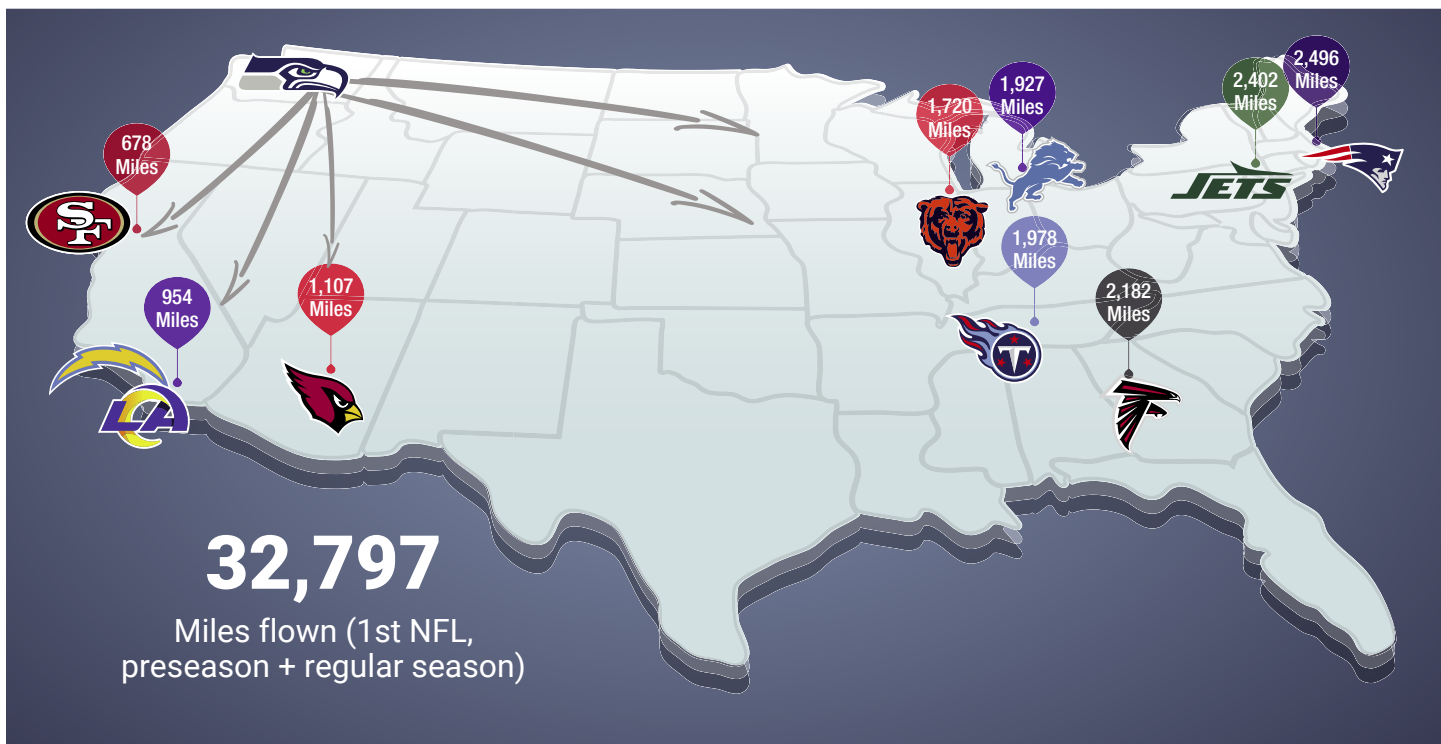 2,496
Miles
2,402
Miles
1,927
Miles
1,720
Miles
678
Miles
SF
JETS
1,978
Miles
1,107
Miles
2,182
Miles
954
Miles
T
LA
32,797
Miles flown (1st NFL,
preseason + regular season)